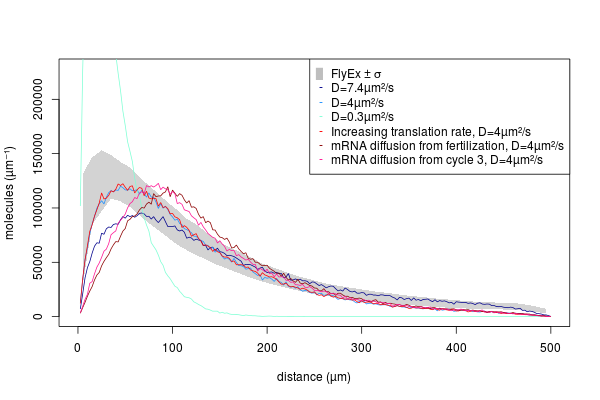 FlyEx ± σ
D=7.4µm²/s
D=4µm²/s
D=0.3µm²/s
Increasing translation rate, D=4µm²/s
mRNA diffusion from fertilization, D=4µm²/s
mRNA diffusion from cycle 3, D=4µm²/s
molecules (µm⁻¹)
200000
150000
100000
50000
0
0 100 200 300 400 500
distance (µm)